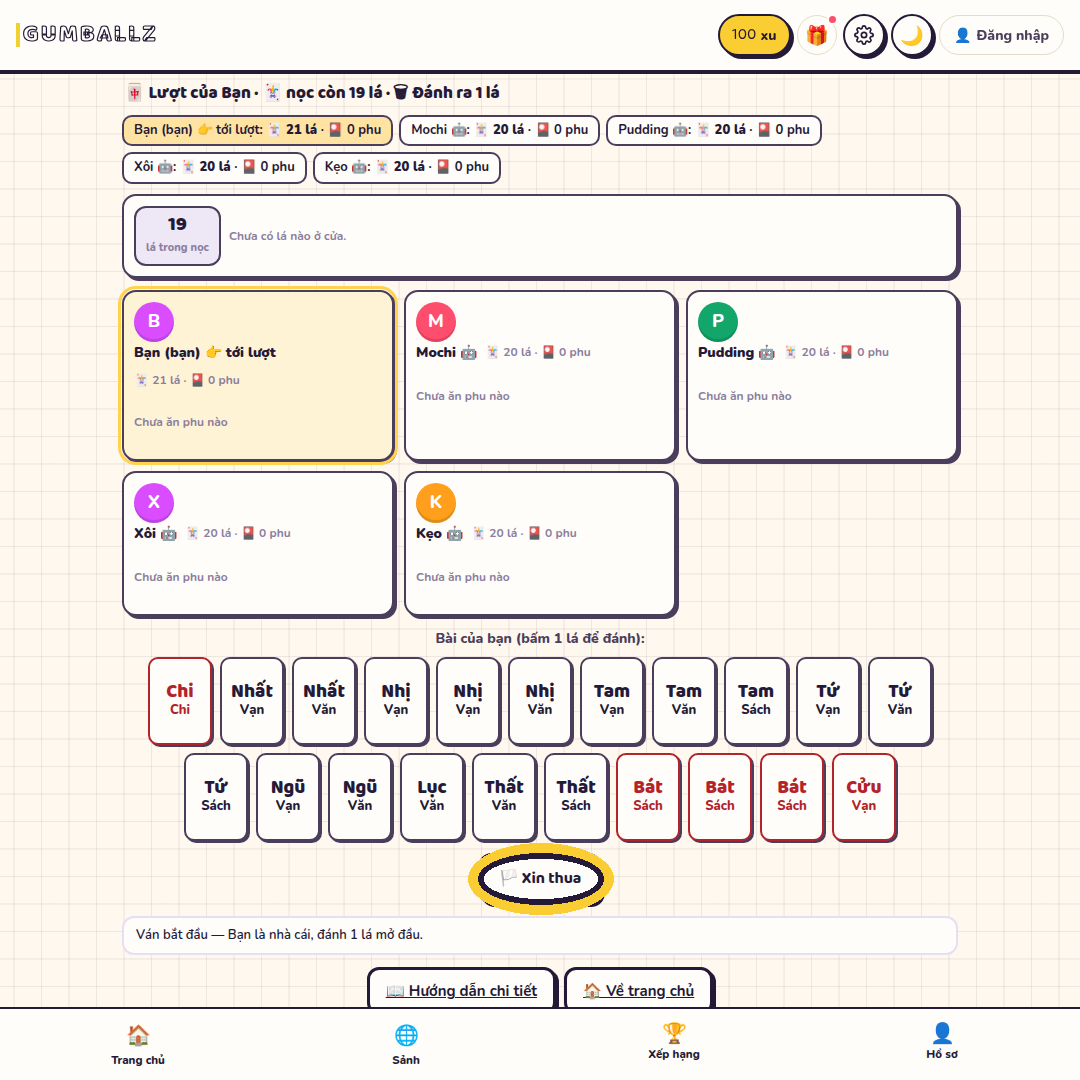 GUMBALLZ
100 xu
Đăng nhập
Lượt của Bạn · nọc còn 19 lá · Đánh ra 1 lá
Bạn (bạn) 👉 tới lượt: 🃏 21 lá · 🎴 0 phu
Mochi 🤖: 🃏 20 lá · 🎴 0 phu
Pudding 🤖: 🃏 20 lá · 🎴 0 phu
Xôi 🤖: 🃏 20 lá · 🎴 0 phu
Kẹo 🤖: 🃏 20 lá · 🎴 0 phu
19
lá trong nọc
Chưa có lá nào ở cửa.
B
Bạn (bạn) 👉 tới lượt
🃏 21 lá · 🎴 0 phu
Chưa ăn phu nào
M
Mochi 🤖 🃏 20 lá · 🎴 0 phu
Chưa ăn phu nào
P
Pudding 🤖 🃏 20 lá · 🎴 0 phu
Chưa ăn phu nào
X
Xôi 🤖 🃏 20 lá · 🎴 0 phu
Chưa ăn phu nào
K
Kẹo 🤖 🃏 20 lá · 🎴 0 phu
Chưa ăn phu nào
Bài của bạn (bấm 1 lá để đánh):
Chi Nhất Nhất Nhị Nhị Nhị Tam Tam Tam Tứ Tứ
Chi Vạn Văn Vạn Vạn Văn Vạn Văn Sách Vạn Văn
Tứ Ngũ Ngũ Lục Thất Thất Bát Bát Bát Cửu
Sách Vạn Văn Văn Văn Sách Sách Sách Sách Vạn
🏳️ Xin thua
Ván bắt đầu — Bạn là nhà cái, đánh 1 lá mở đầu.
📖 Hướng dẫn chi tiết
🏠 Về trang chủ
Trang chủ
Sảnh
Xếp hạng
Hồ sơ